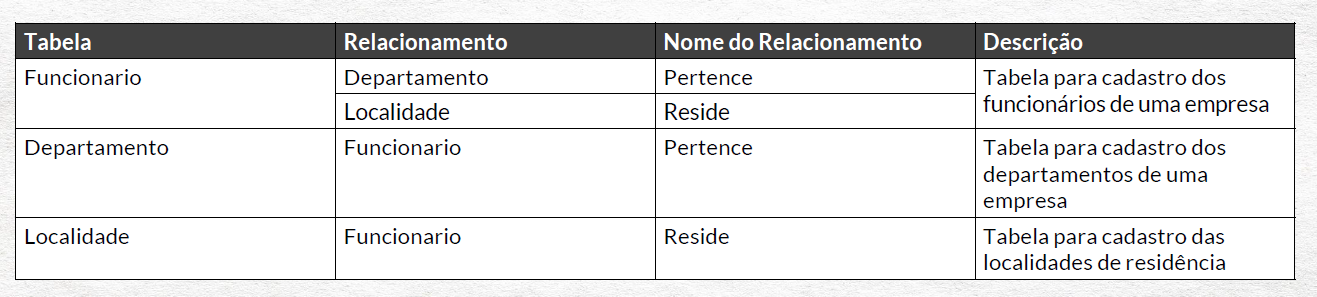 Tabela Relacionamento Nome do Relacionamento Descrição
Funcionario Departamento Pertence Tabela para cadastro dos
funcionários de uma empresa
Localidade Reside
Departamento Funcionario Pertence Tabela para cadastro dos
departamentos de uma
empresa
Localidade Funcionario Reside Tabela para cadastro das
localidades de residência